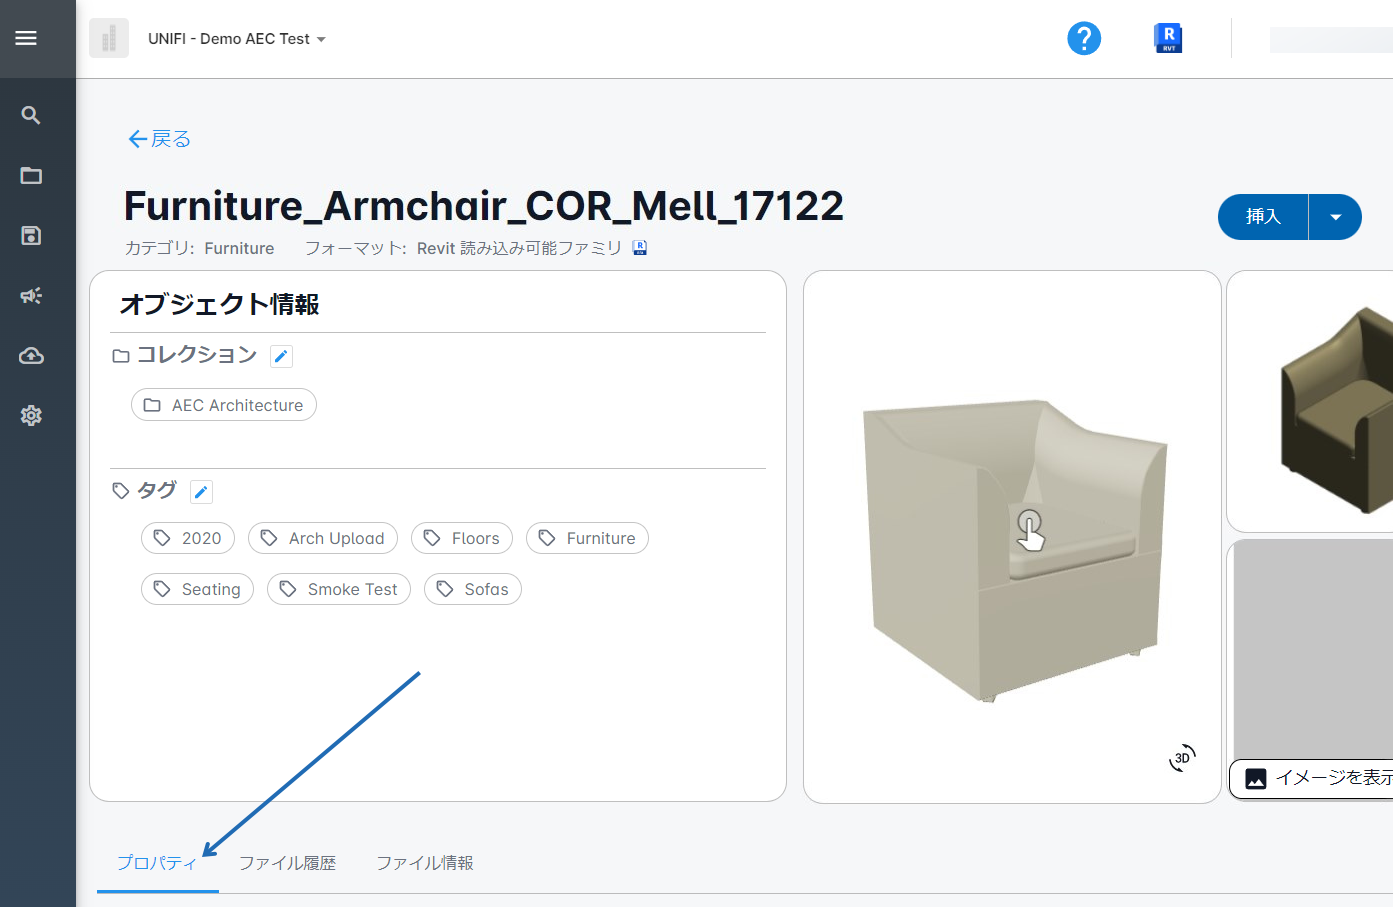 UNIFI - Demo AEC Test
?
R
RVT
戻る
Furniture_Armchair_COR_Mell_17122
挿入
カテゴリ: Furniture フォーマット: Revit 読み込み可能ファミリ
オブジェクト情報
コレクション
AEC Architecture
タグ
2020 Arch Upload Floors Furniture
Seating Smoke Test Sofas
3D
イメージを表示
プロパティ ファイル履歴 ファイル情報